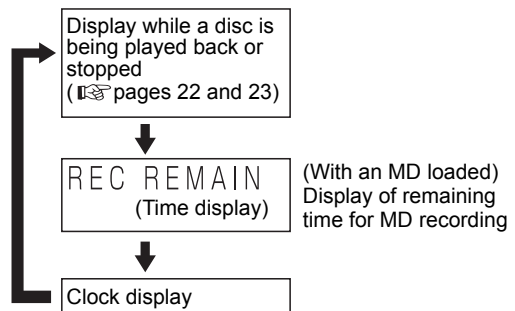 Display while a disc is
being played back or
stopped
(☞ pages 22 and 23)
REC REMAIN
(Time display)
(With an MD loaded)
Display of remaining
time for MD recording
Clock display